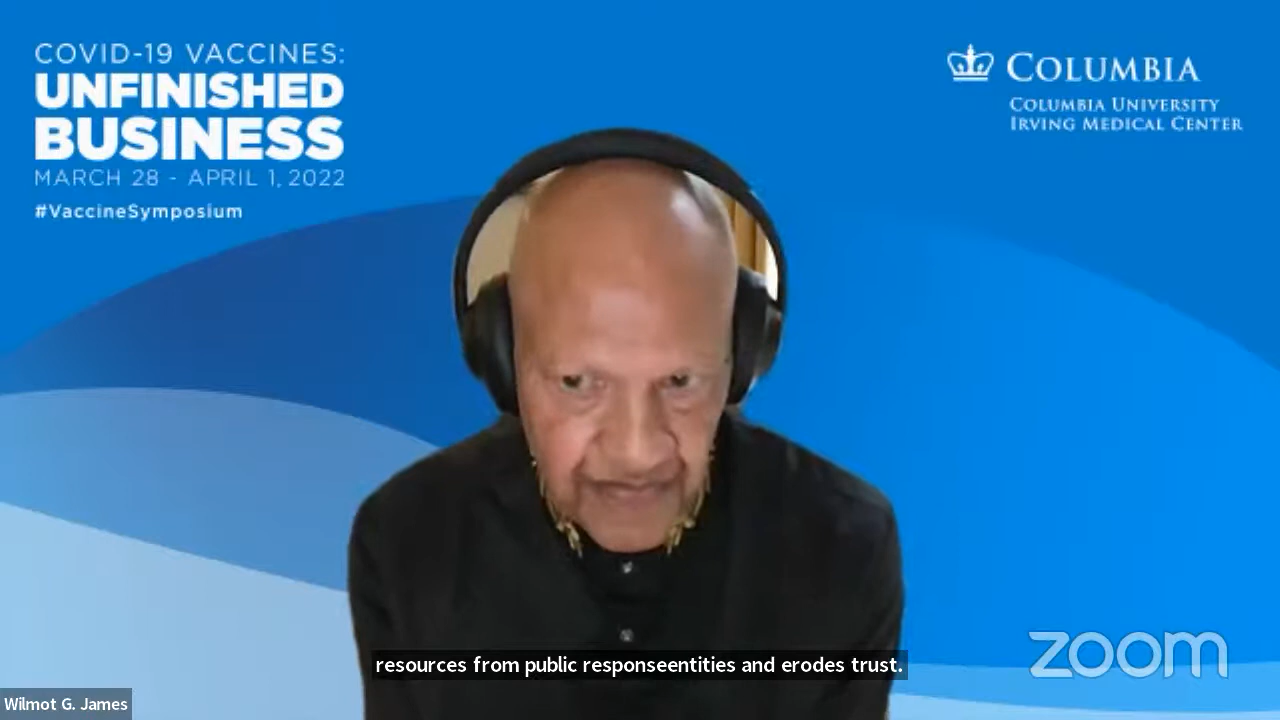 COVID-19 VACCINES:
UNFINISHED
BUSINESS
MARCH 28 - APRIL 1, 2022
#VaccineSymposium
COLUMBIA
COLUMBIA UNIVERSITY
IRVING MEDICAL CENTER
resources from public responseentities and erodes trust.
zoom
Wilmot G. James